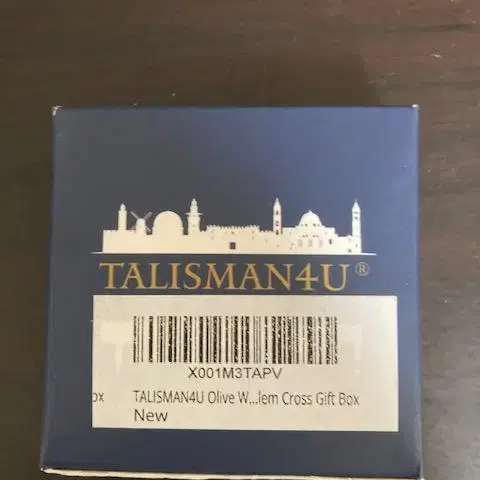 TALISMAN4U®
X001M3TAPV
ox TALISMAN4U Olive W...lem Cross Gift Box
New